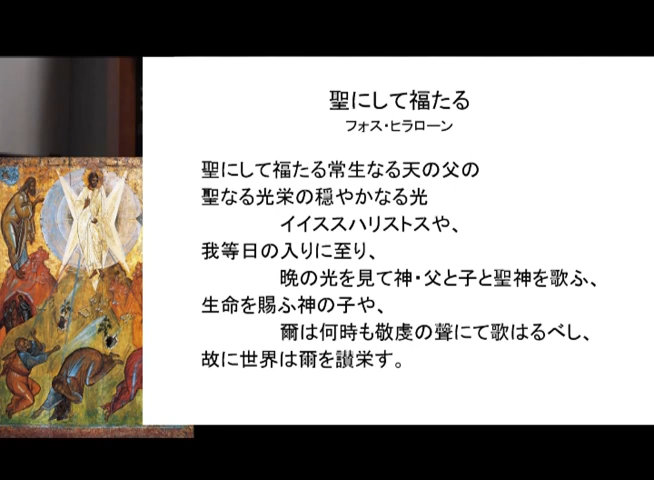 聖にして福たる
フォス・ヒラローン
聖にして福たる常生なる天の父の
聖なる光栄の穏やかなる光
イイススハリストスや、
我等日の入りに至り、
晩の光を見て神・父と子と聖神を歌ふ、
生命を賜ふ神の子や、
爾は何時も敬虔の聲にて歌はるべし、
故に世界は爾を讃栄す。